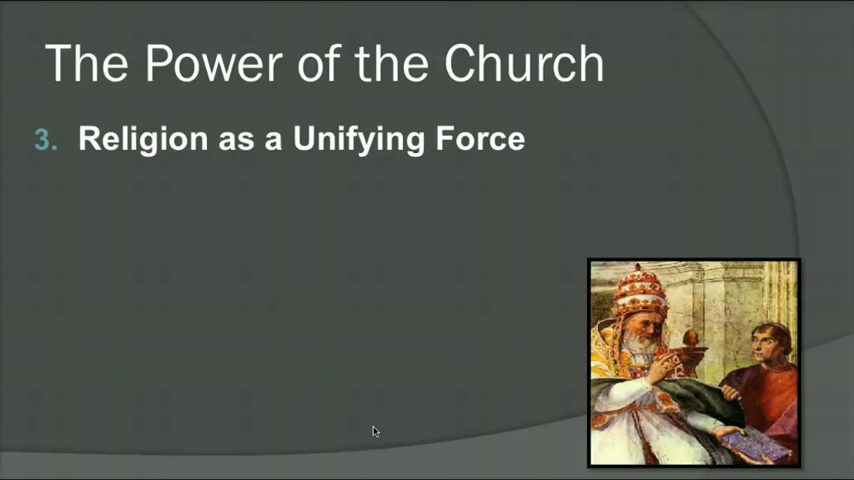 The Power of the Church
3. Religion as a Unifying Force